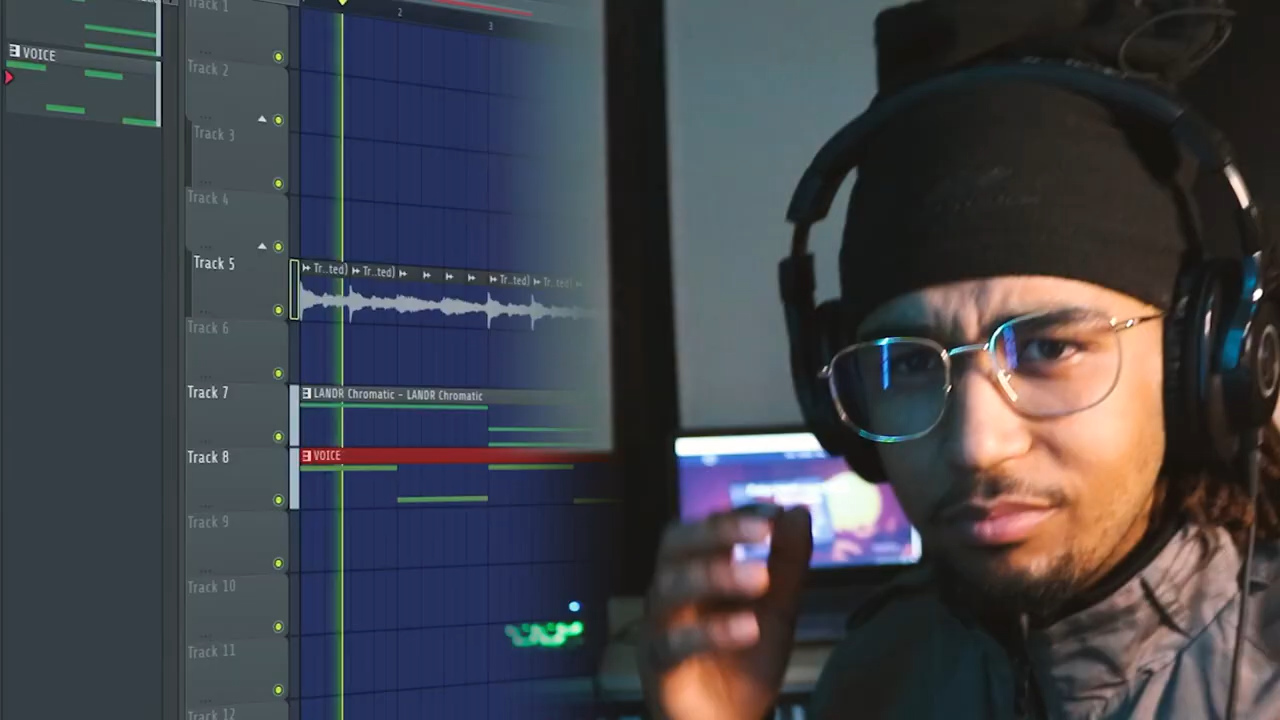 VOICE
2
3
Track 1
Track 2
Track 3
Track 4
Track 5
Tr..ted)
Tr..ted)
Tr..ted)
Tr..ted)
Track 6
Track 7
LANDR Chromatic - LANDR Chromatic
Track 8
VOICE
Track 9
Track 10
Track 11
Track 12